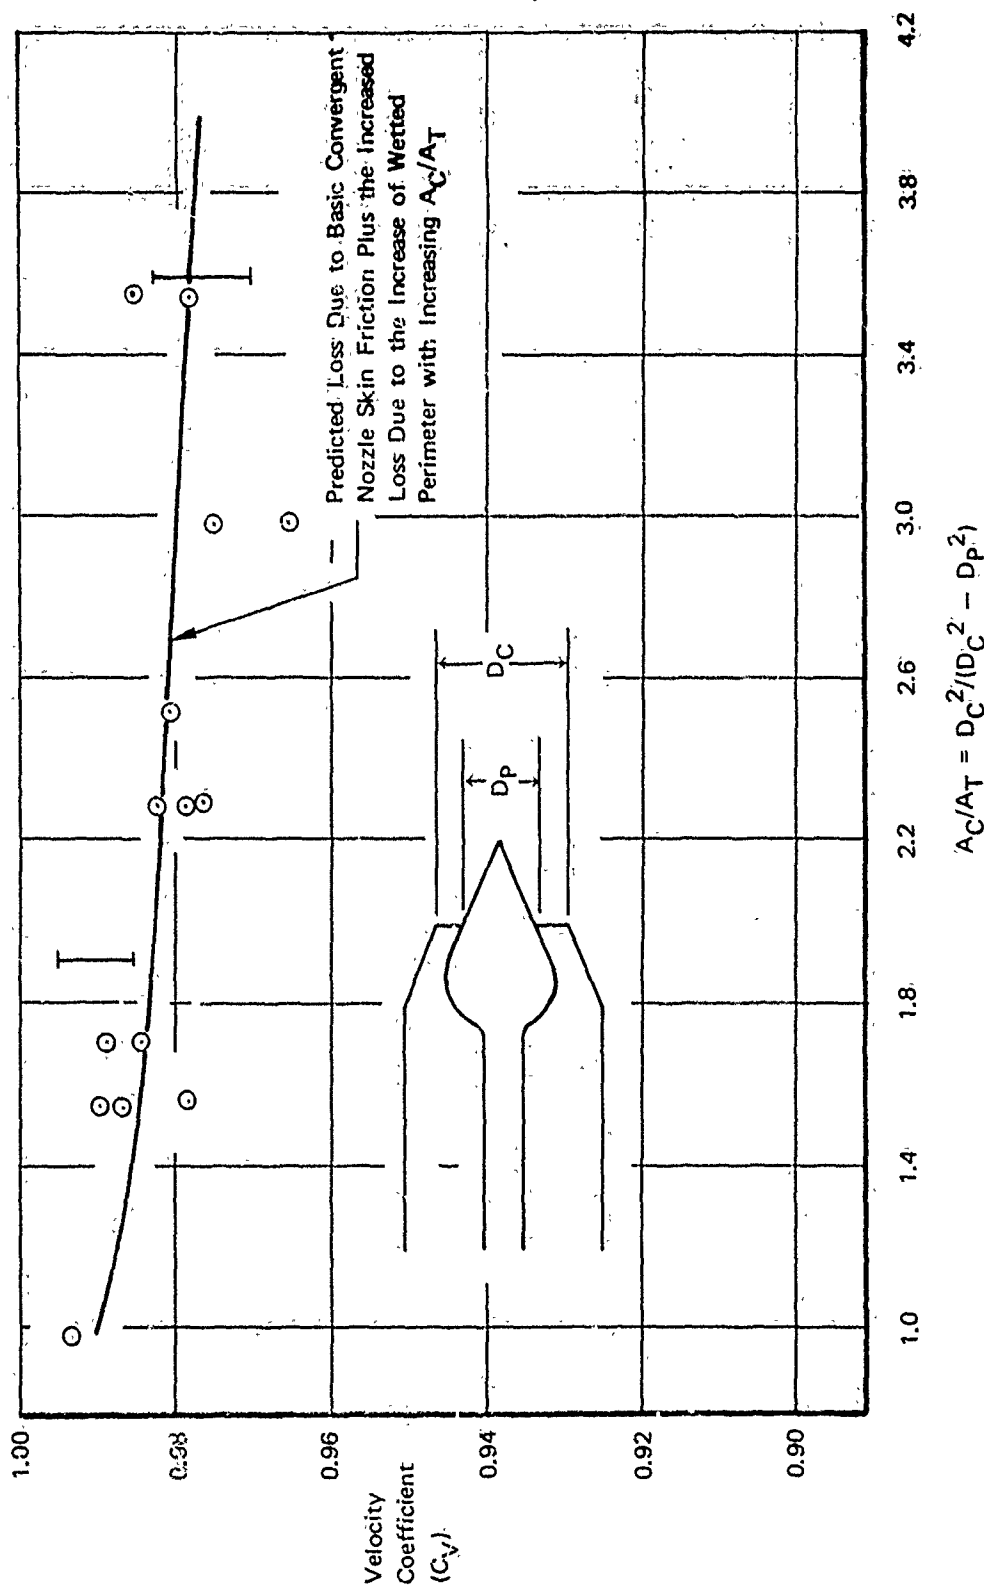 1.00
0.98
0.96
0.94
0.92
0.90
Velocity
Coefficient
(C_V)
Predicted Loss Due to Basic Convergent
Nozzle Skin Friction Plus the Increased
Loss Due to the Increase of Wetted
Perimeter with Increasing A_C/A_T
D_P
D_C
1.0
1.4
1.8
2.2
2.6
3.0
3.4
3.8
4.2
A_C/A_T = D_C^2/(D_C^2 − D_P^2)